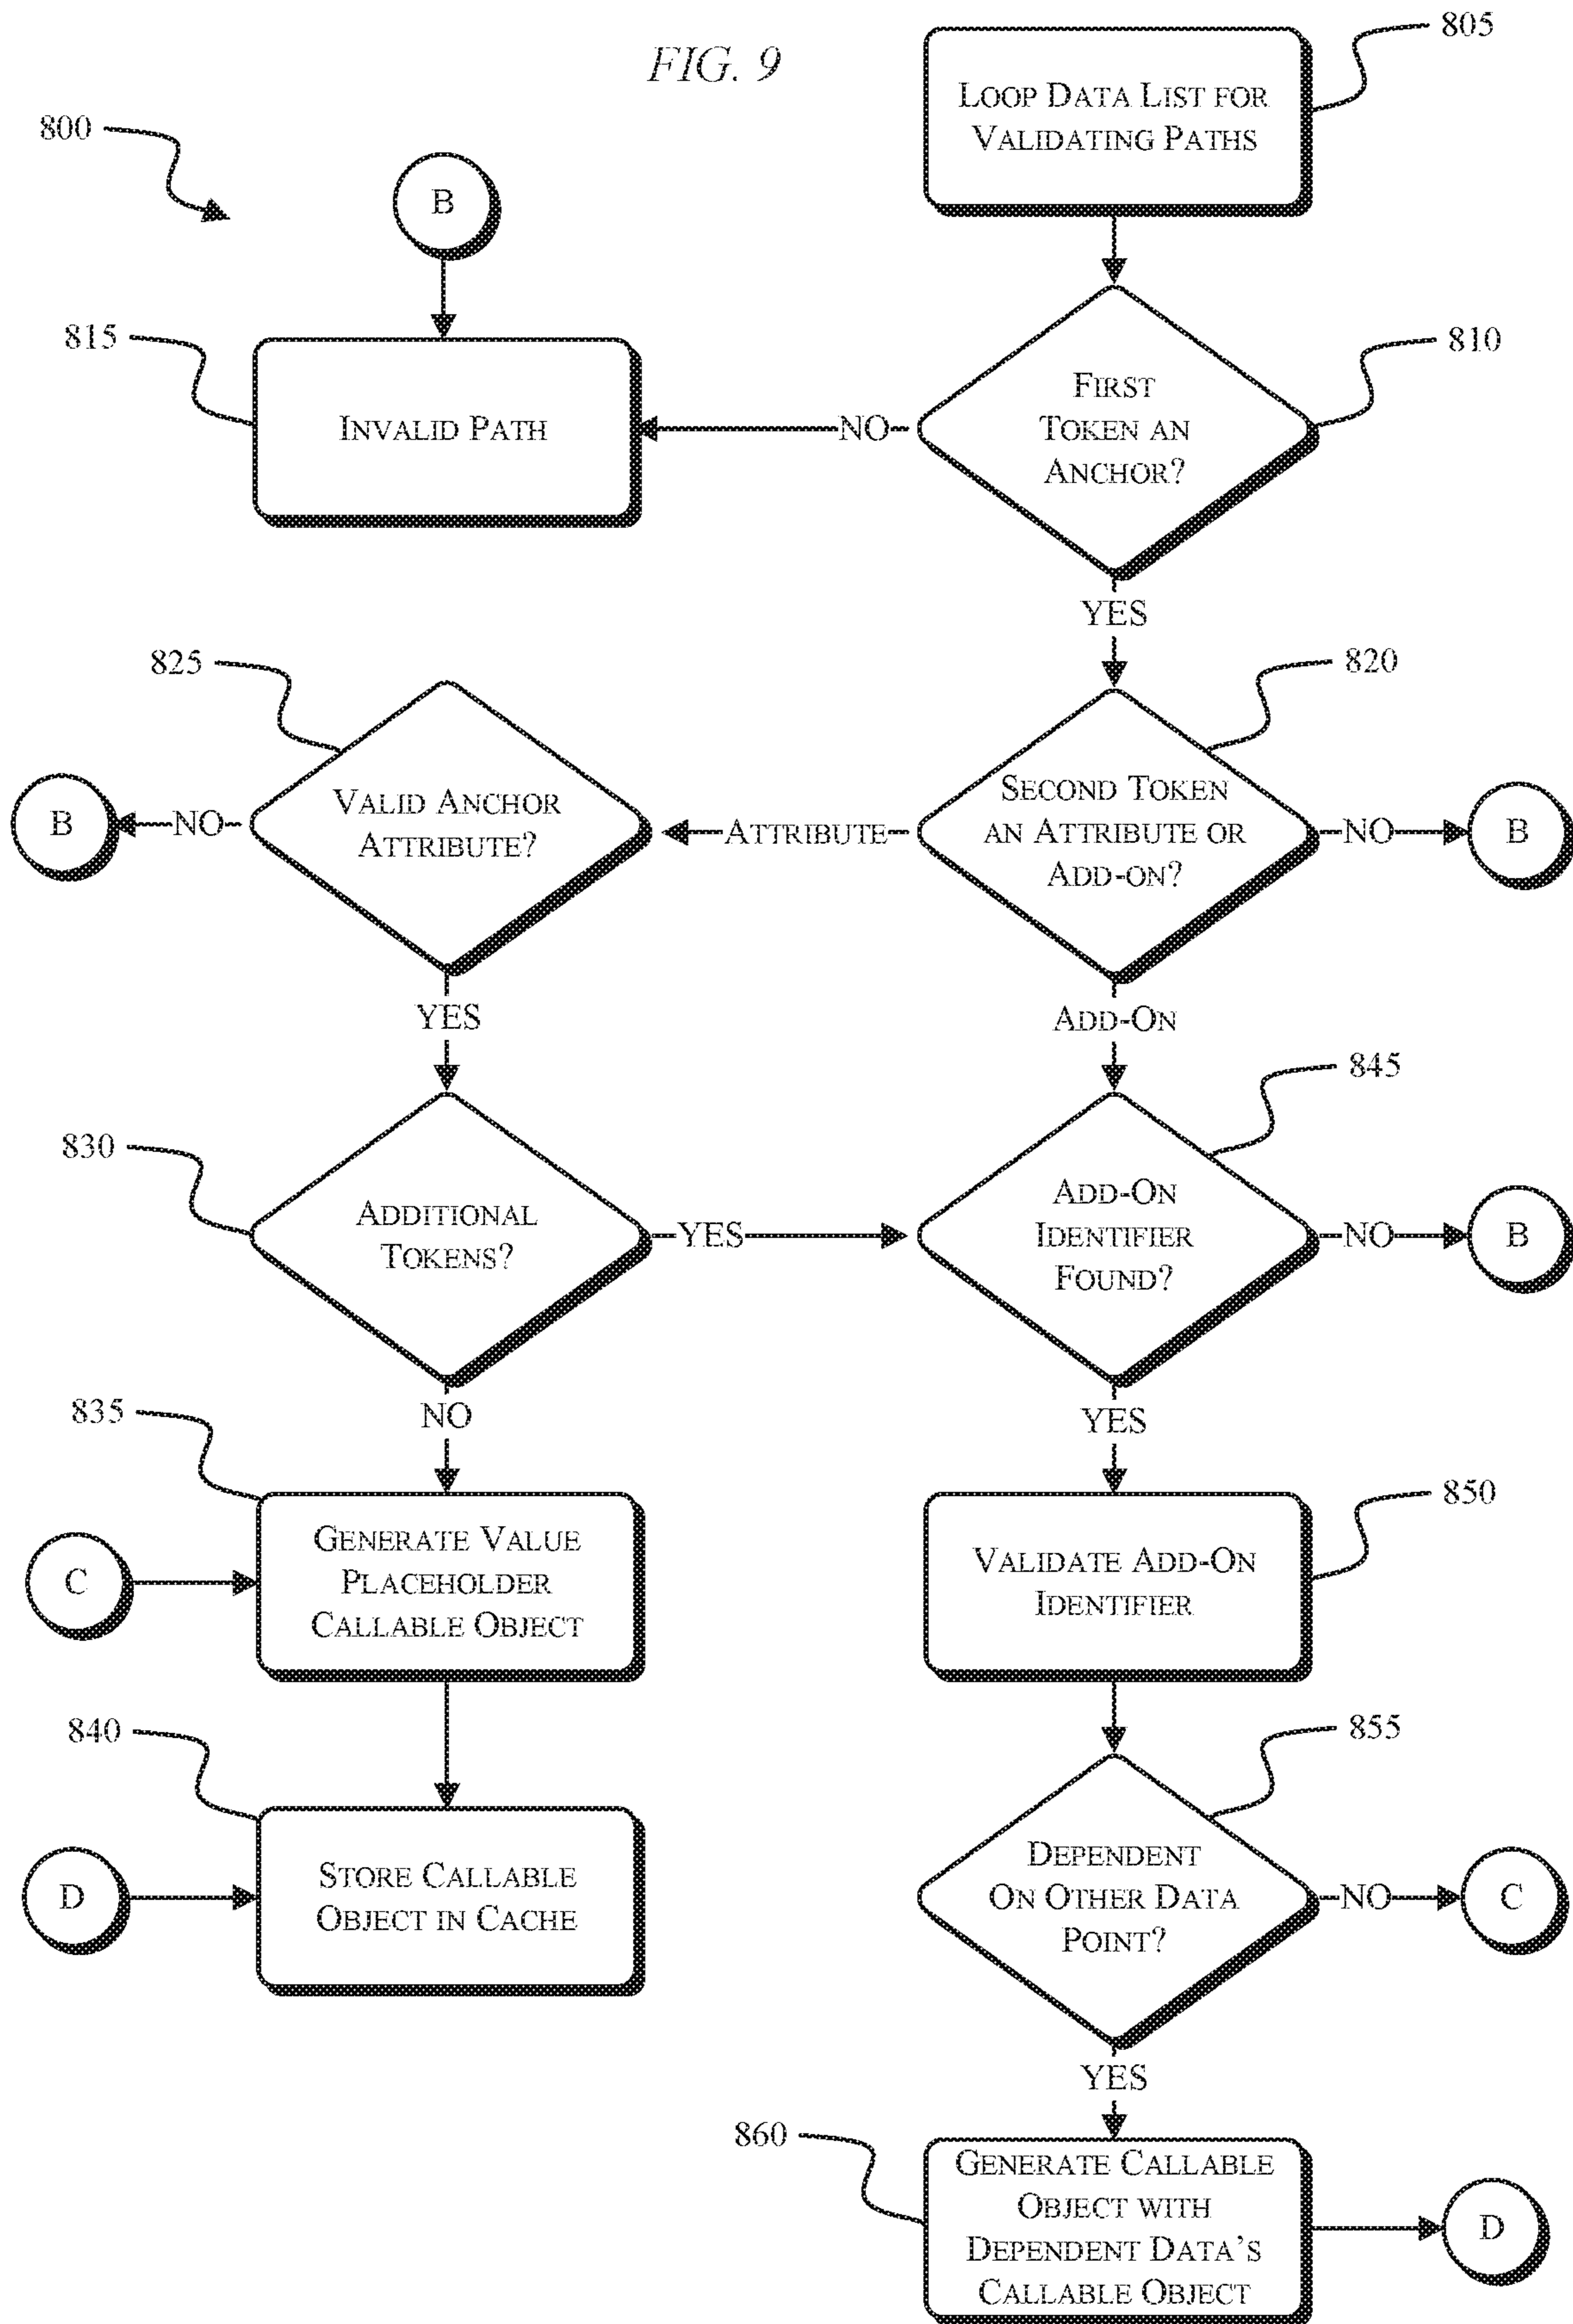 FIG. 9
805
LOOP DATA LIST FOR
VALIDATING PATHS
800
B
815
INVALID PATH
NO
810
FIRST
TOKEN AN
ANCHOR?
YES
825
820
B
NO
VALID ANCHOR
ATTRIBUTE?
ATTRIBUTE
SECOND TOKEN
AN ATTRIBUTE OR
ADD-ON?
NO
B
YES
ADD-ON
830
845
ADDITIONAL
TOKENS?
YES
ADD-ON
IDENTIFIER
FOUND?
NO
B
NO
YES
835
850
C
GENERATE VALUE
PLACEHOLDER
CALLABLE OBJECT
VALIDATE ADD-ON
IDENTIFIER
840
855
D
STORE CALLABLE
OBJECT IN CACHE
DEPENDENT
ON OTHER DATA
POINT?
NO
C
YES
860
GENERATE CALLABLE
OBJECT WITH
DEPENDENT DATA'S
CALLABLE OBJECT
D